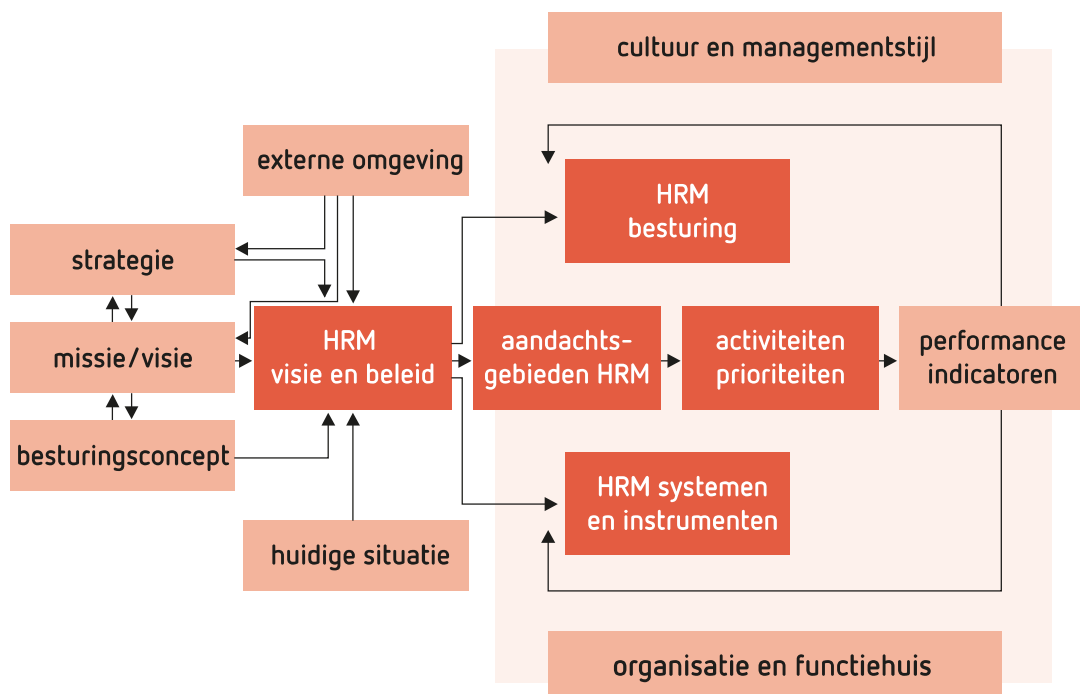 cultuur en managementstijl
externe omgeving
HRM
besturing
strategie
missie/visie
HRM
visie en beleid
aandachts-
gebieden HRM
activiteiten
prioriteiten
performance
indicatoren
besturingsconcept
HRM systemen
en instrumenten
huidige situatie
organisatie en functiehuis